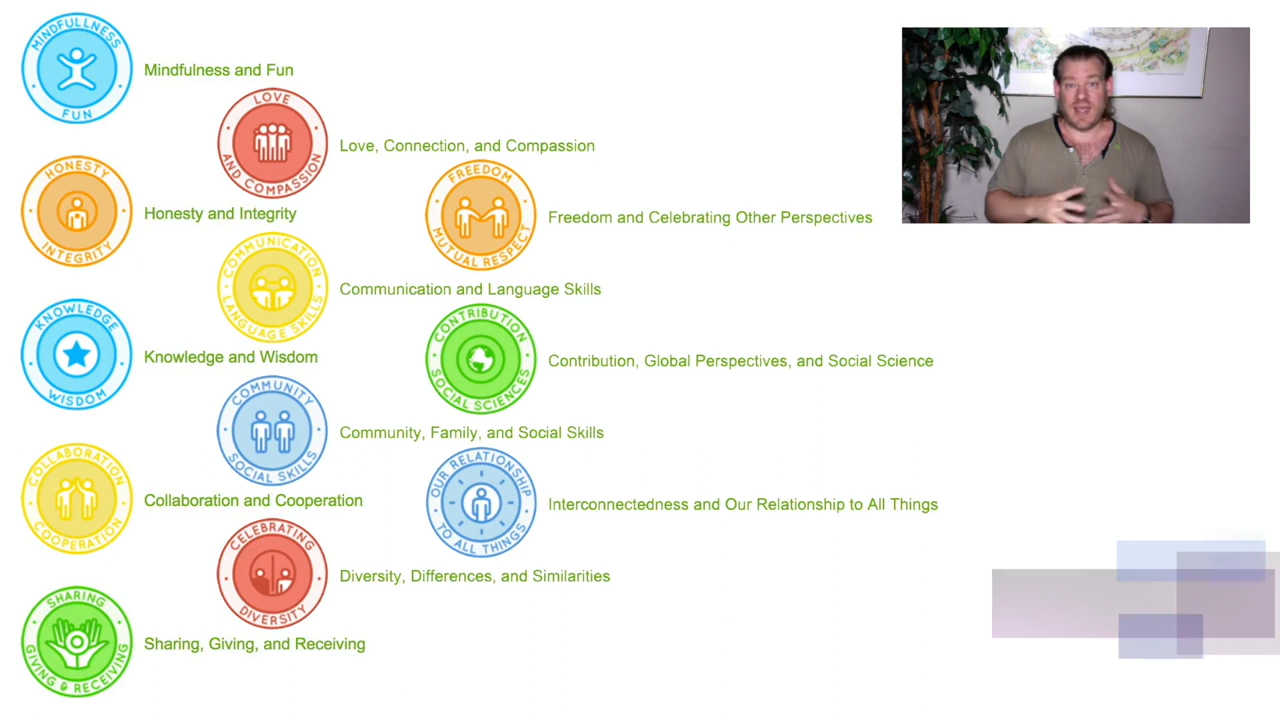 MINDFULLNESS
FUN
Mindfulness and Fun
LOVE
AND COMPASSION
Love, Connection, and Compassion
HONESTY
INTEGRITY
Honesty and Integrity
FREEDOM
MUTUAL RESPECT
Freedom and Celebrating Other Perspectives
COMMUNICATION
LANGUAGE SKILLS
Communication and Language Skills
KNOWLEDGE
WISDOM
Knowledge and Wisdom
CONTRIBUTION
SOCIAL SCIENCES
Contribution, Global Perspectives, and Social Science
COMMUNITY
SOCIAL SKILLS
Community, Family, and Social Skills
COLLABORATION
COOPERATION
Collaboration and Cooperation
OUR RELATIONSHIP
TO ALL THINGS
Interconnectedness and Our Relationship to All Things
CELEBRATING
DIVERSITY
Diversity, Differences, and Similarities
SHARING
GIVING & RECEIVING
Sharing, Giving, and Receiving